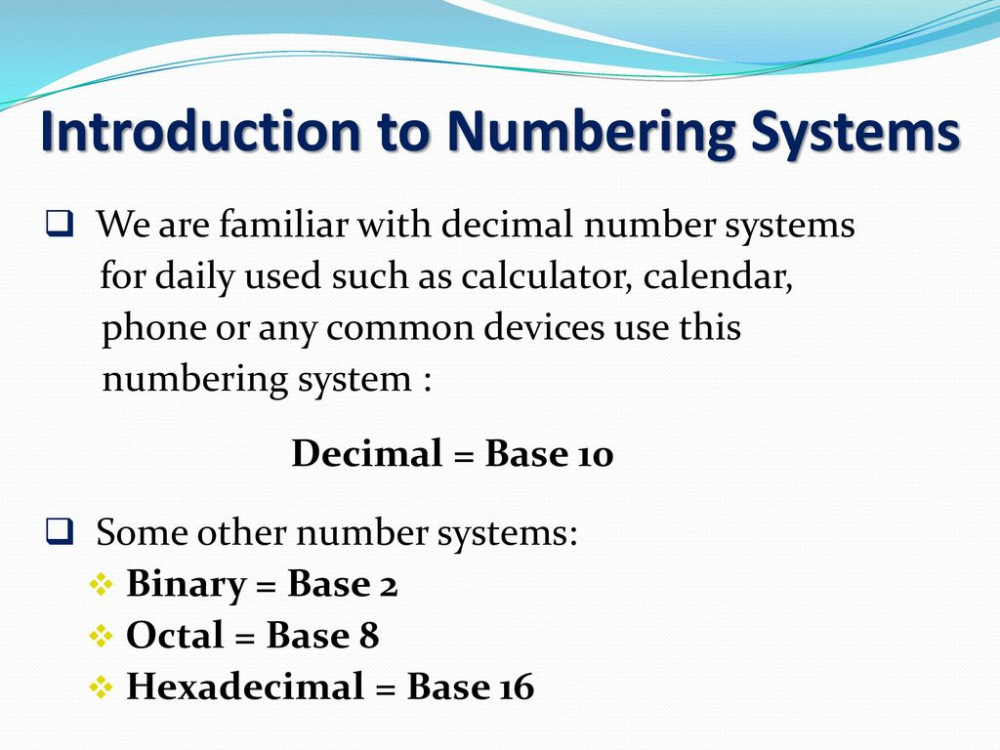 Introduction to Numbering Systems
We are familiar with decimal number systems
for daily used such as calculator, calendar,
phone or any common devices use this
numbering system :
Decimal = Base 10
Some other number systems:
Binary = Base 2
Octal = Base 8
Hexadecimal = Base 16